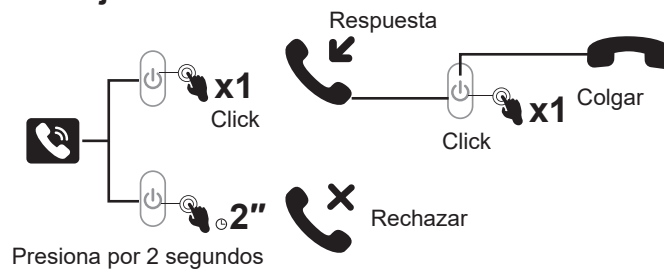 Respuesta
x1
Click
x1
Colgar
Click
2"
Rechazar
Presiona por 2 segundos